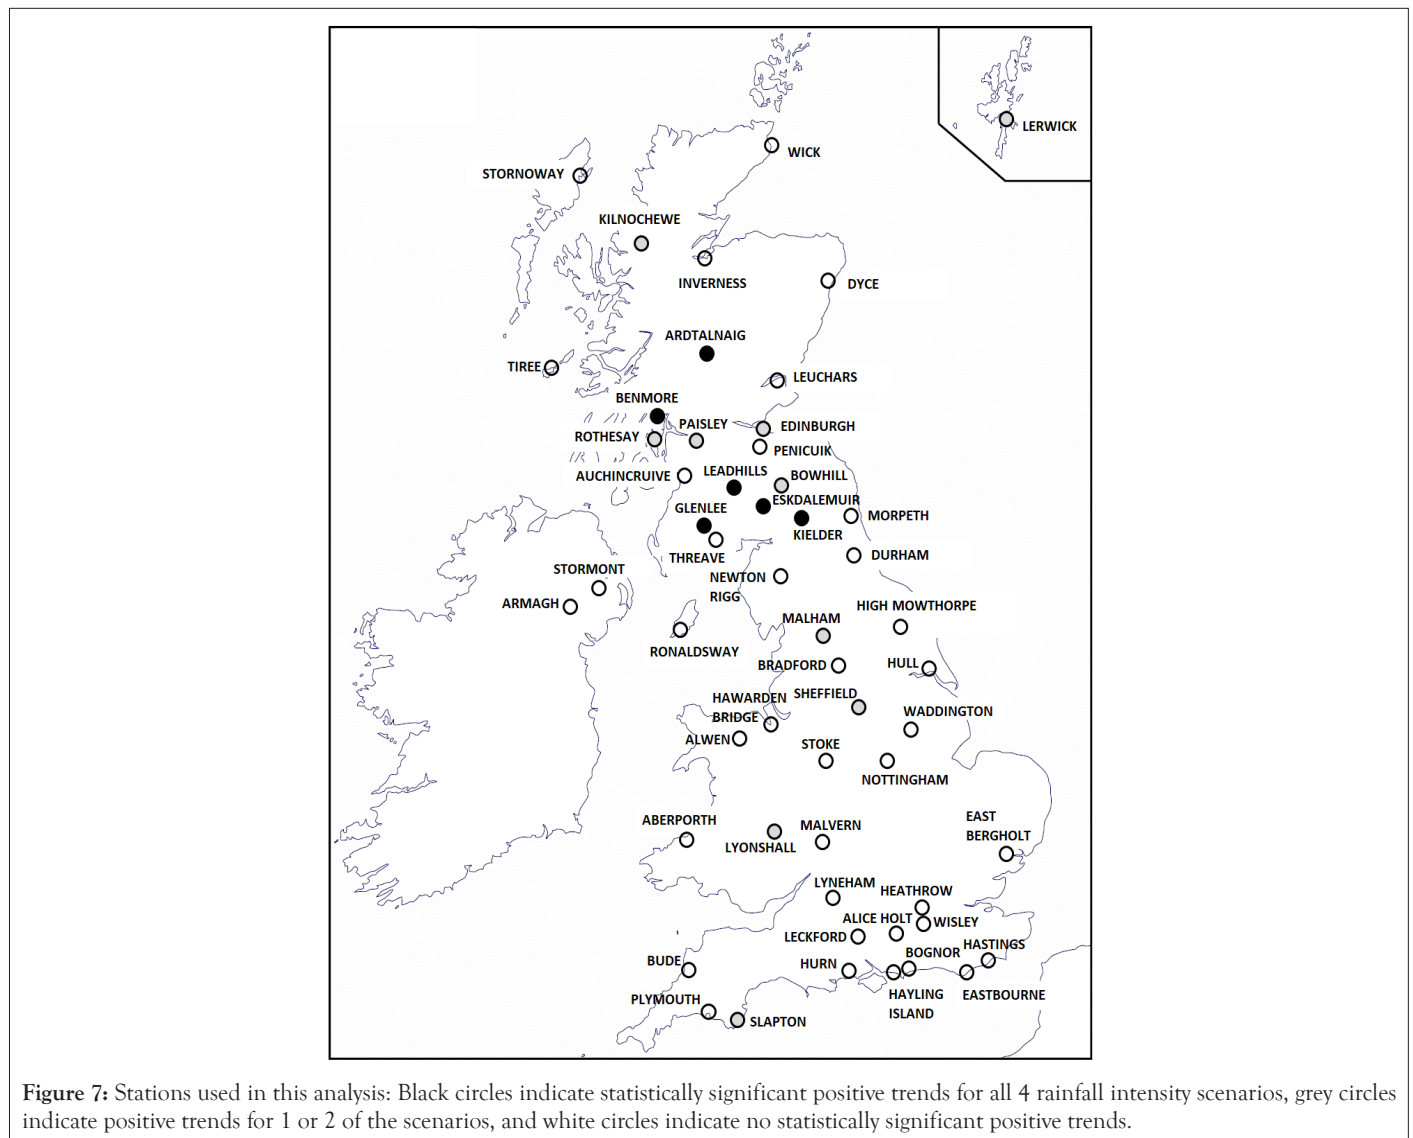 LERWICK
WICK
STORNOWAY
KILNOCHEWE
INVERNESS
DYCE
ARDTALNAIG
TIREE
LEUCHARS
BENMORE
PAISLEY
EDINBURGH
ROTHESAY
PENICUIK
LEADHILLS
BOWHILL
AUCHINCRUIVE
ESKDALEMUIR
GLENLEE
MORPETH
KIELDER
THREAVE
DURHAM
STORMONT
NEWTON
RIGG
ARMAGH
HIGH MOWTHORPE
MALHAM
RONALDSWAY
BRADFORD
HULL
HAWARDEN
BRIDGE
SHEFFIELD
WADDINGTON
ALWEN
STOKE
NOTTINGHAM
ABERPORTH
MALVERN
EAST
BERGHOLT
LYONSHALL
LYNEHAM
HEATHROW
ALICE HOLT
WISLEY
LECKFORD
HASTINGS
BOGNOR
BUDE
HURN
HAYLING
ISLAND
EASTBOURNE
PLYMOUTH
SLAPTON
Figure 7: Stations used in this analysis: Black circles indicate statistically significant positive trends for all 4 rainfall intensity scenarios, grey circles
indicate positive trends for 1 or 2 of the scenarios, and white circles indicate no statistically significant positive trends.